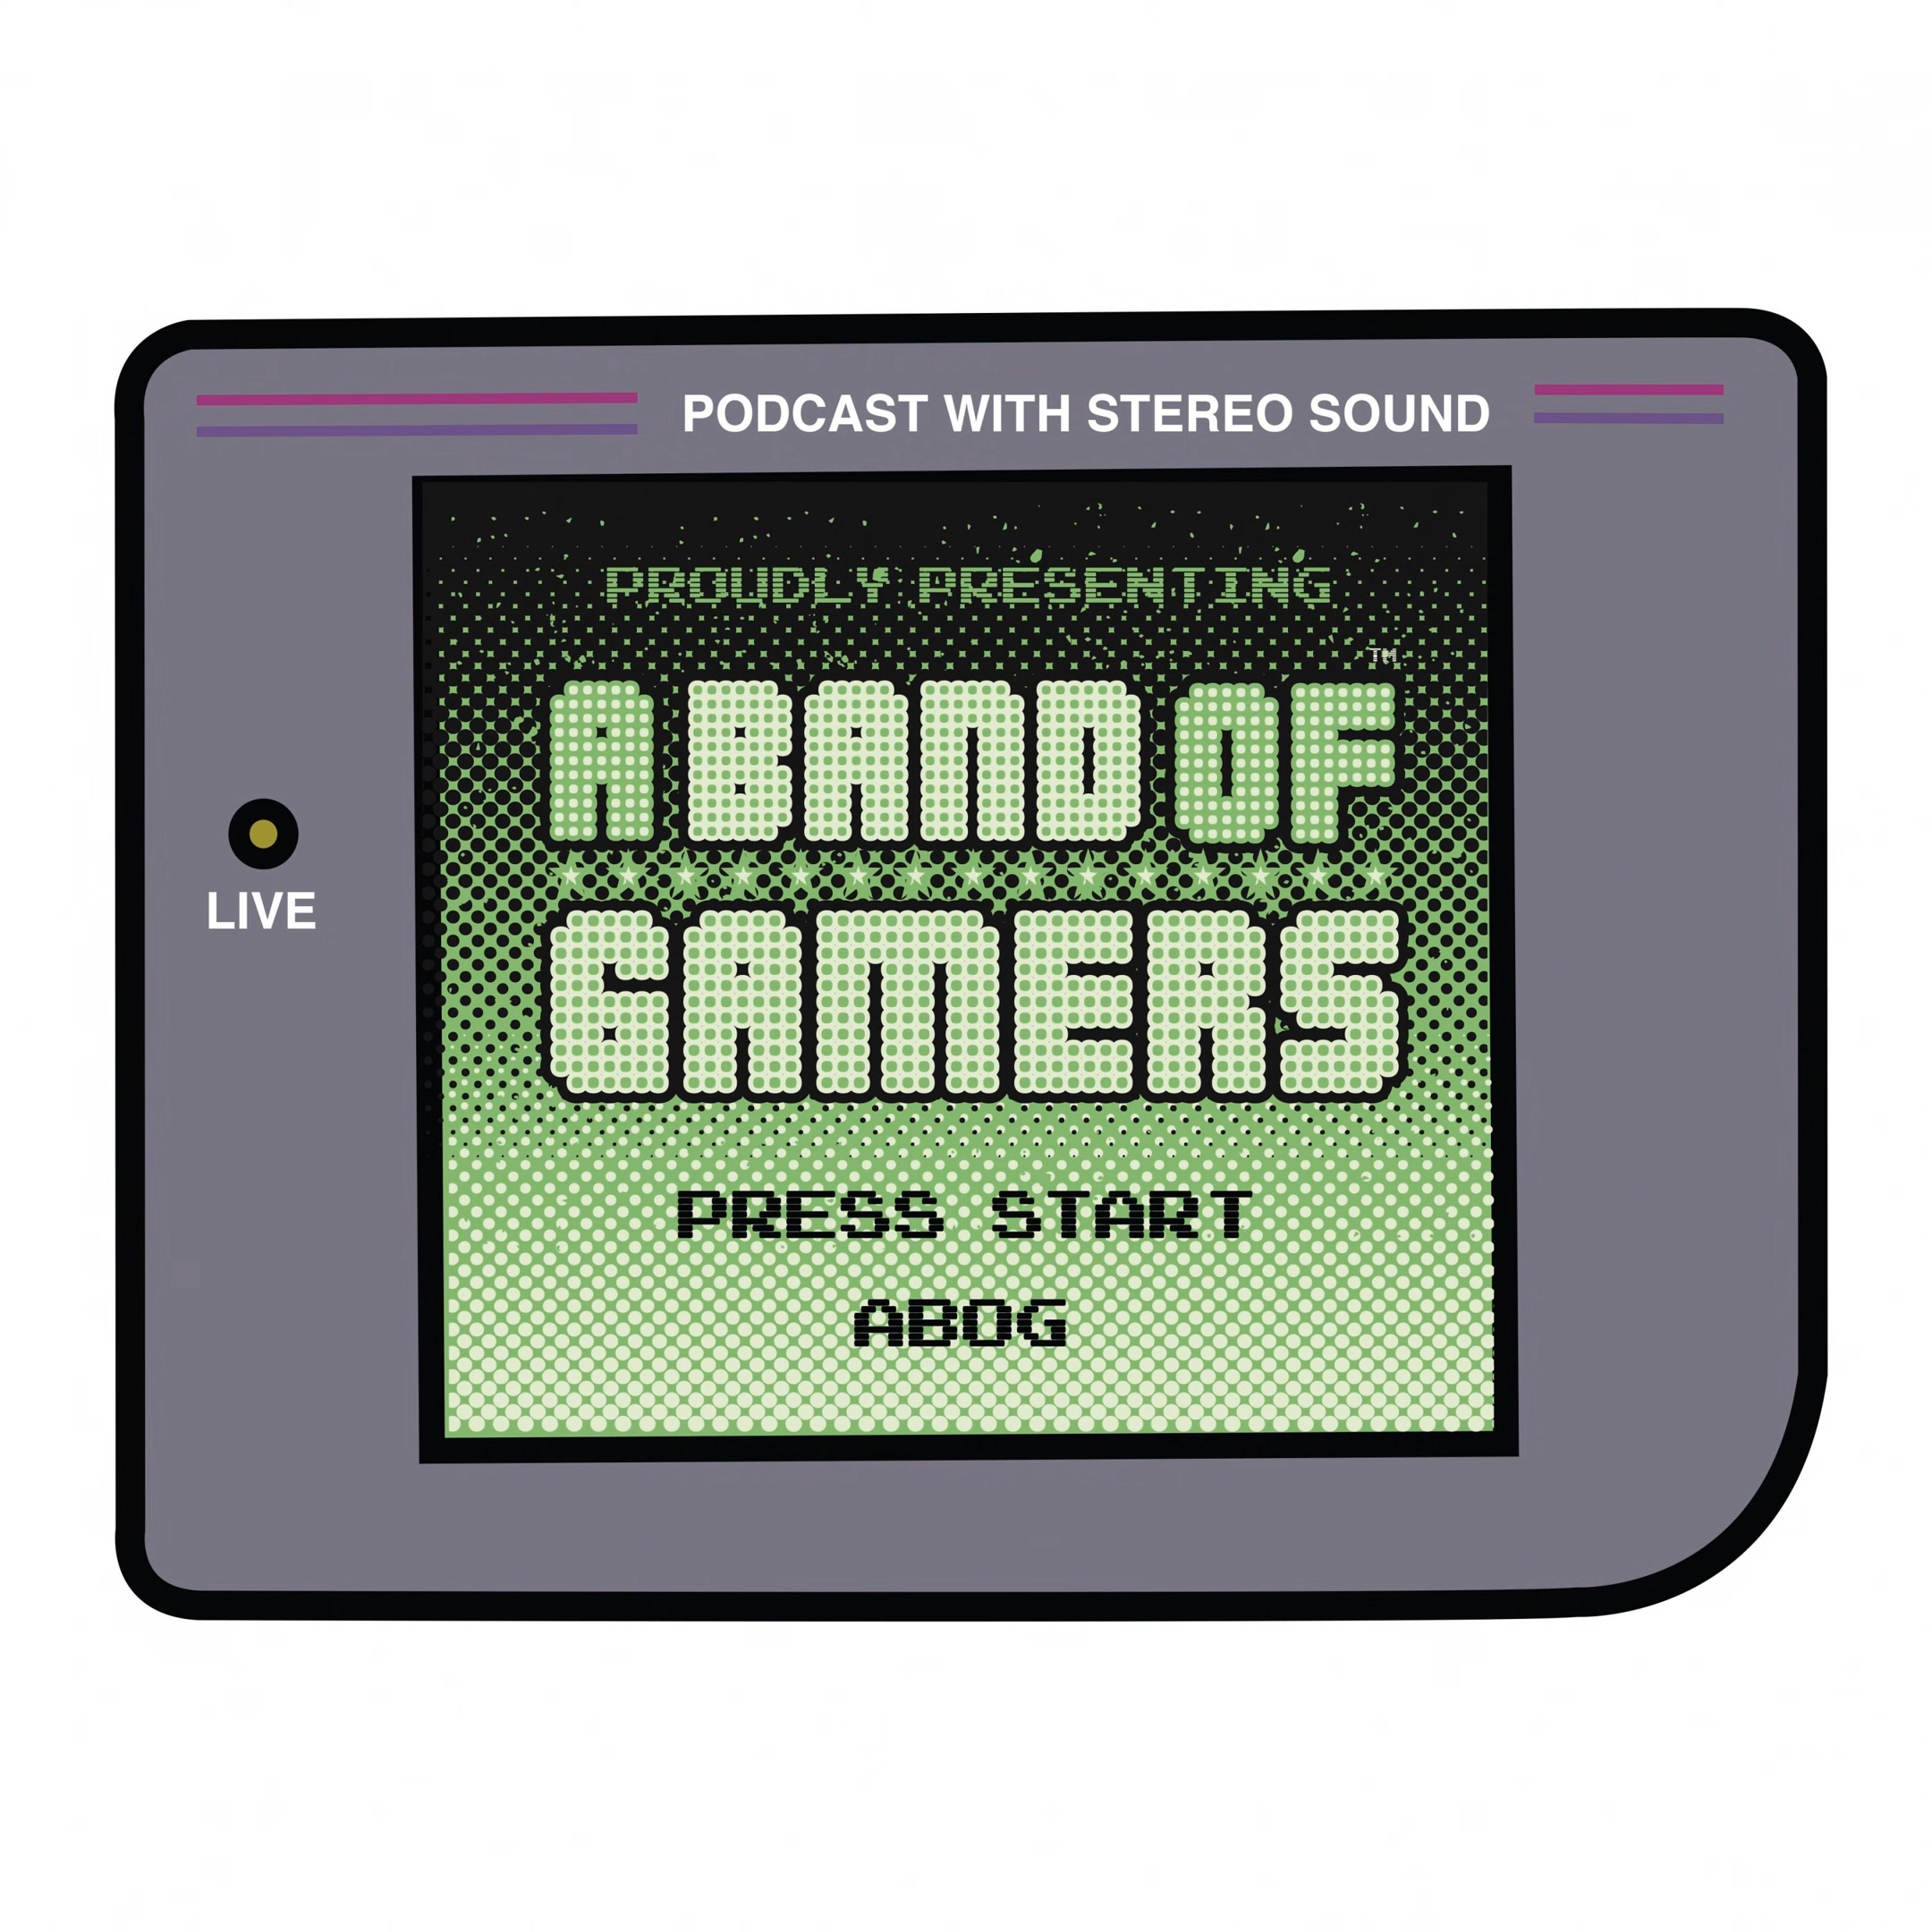 PODCAST WITH STEREO SOUND
PROUDLY PRESENTING
TM
A BAND OF
LIVE
GAMERS
PRESS START
ABOG